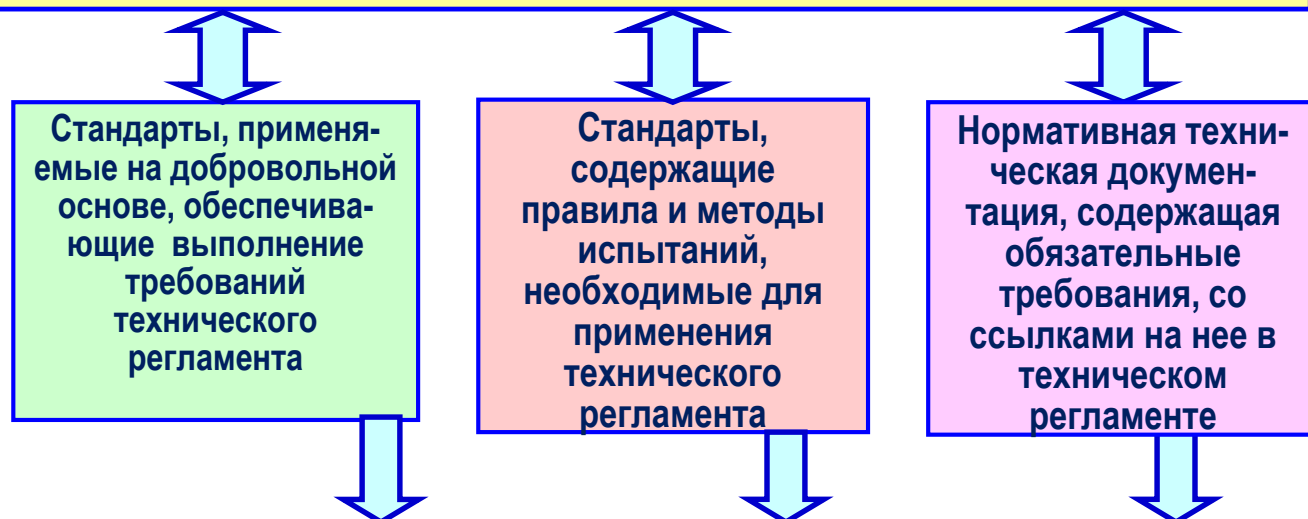 Стандарты, применя-
емые на добровольной
основе, обеспечива-
ющие выполнение
требований
технического
регламента
Стандарты,
содержащие
правила и методы
испытаний,
необходимые для
применения
технического
регламента
Нормативная техни-
ческая докумен-
тация, содержащая
обязательные
требования, со
ссылками на нее в
техническом
регламенте